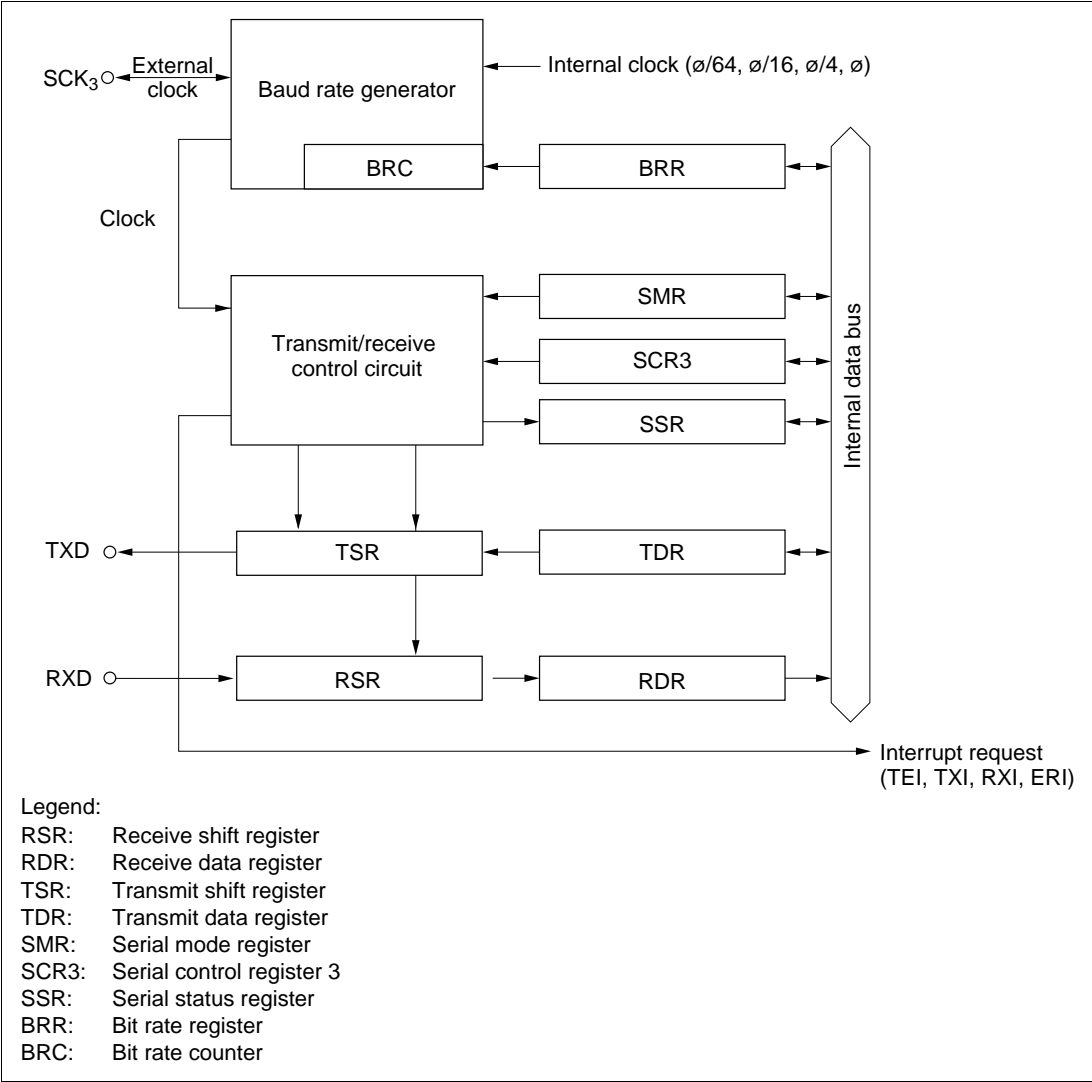 SCK3
External
clock
Baud rate generator
Internal clock (ø/64, ø/16, ø/4, ø)
BRC
BRR
Clock
Transmit/receive
control circuit
SMR
SCR3
SSR
Internal data bus
TXD
TSR
TDR
RXD
RSR
RDR
Interrupt request
(TEI, TXI, RXI, ERI)
Legend:
RSR: Receive shift register
RDR: Receive data register
TSR: Transmit shift register
TDR: Transmit data register
SMR: Serial mode register
SCR3: Serial control register 3
SSR: Serial status register
BRR: Bit rate register
BRC: Bit rate counter